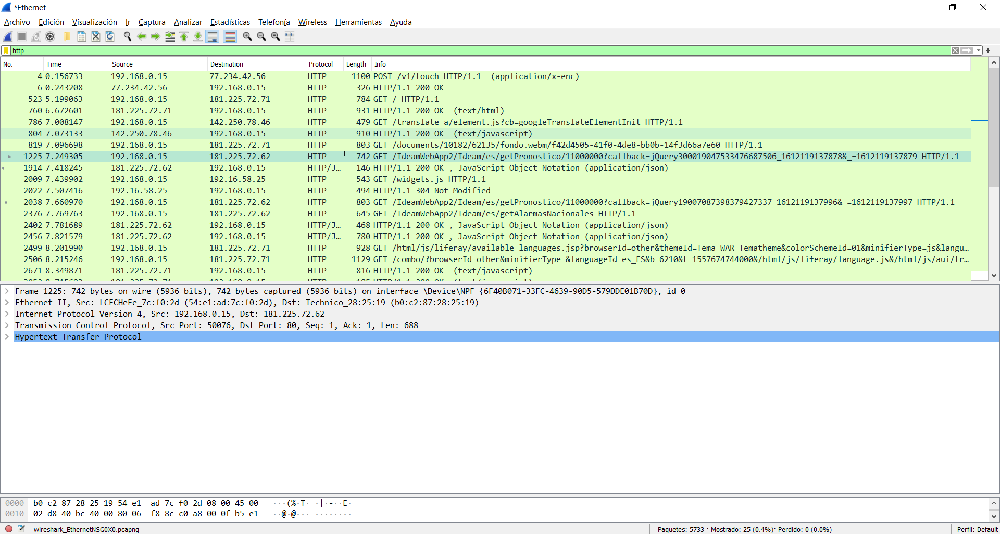 *Ethernet
Archivo Edición Visualización Ir Captura Analizar Estadísticas Telefonía Wireless Herramientas Ayuda
http
No. Time Source Destination Protocol Length Info
4 0.156733 192.168.0.15 77.234.42.56 HTTP 1100 POST /v1/touch HTTP/1.1 (application/x-enc)
6 0.243208 77.234.42.56 192.168.0.15 HTTP 326 HTTP/1.1 200 OK
523 5.199063 192.168.0.15 181.225.72.71 HTTP 784 GET / HTTP/1.1
760 6.672601 181.225.72.71 192.168.0.15 HTTP 931 HTTP/1.1 200 OK (text/html)
786 7.008147 192.168.0.15 142.250.78.46 HTTP 479 GET /translate_a/element.js?cb=googleTranslateElementInit HTTP/1.1
804 7.073133 142.250.78.46 192.168.0.15 HTTP 910 HTTP/1.1 200 OK (text/javascript)
819 7.096698 192.168.0.15 181.225.72.71 HTTP 803 GET /documents/10182/62135/fondo.webm/f42d4505-41f0-4de8-bb0b-14f3d66a7e60 HTTP/1.1
1225 7.249305 192.168.0.15 181.225.72.62 HTTP 742 GET /IdeamWebApp2/Ideam/es/getPronostico/11000000?callback=jQuery300019047533476687506_1612119137878&_=1612119137879 HTTP/1.1
1914 7.418245 181.225.72.62 192.168.0.15 HTTP/J… 146 HTTP/1.1 200 OK , JavaScript Object Notation (application/json)
2009 7.439902 192.168.0.15 192.16.58.25 HTTP 543 GET /widgets.js HTTP/1.1
2022 7.507416 192.16.58.25 192.168.0.15 HTTP 494 HTTP/1.1 304 Not Modified
2038 7.660970 192.168.0.15 181.225.72.62 HTTP 803 GET /IdeamWebApp2/Ideam/es/getPronostico/11000000?callback=jQuery19007087398379427337_1612119137996&_=1612119137997 HTTP/1.1
2376 7.769763 192.168.0.15 181.225.72.62 HTTP 645 GET /IdeamWebApp2/Ideam/es/getAlarmasNacionales HTTP/1.1
2402 7.781689 181.225.72.62 192.168.0.15 HTTP/J… 468 HTTP/1.1 200 OK , JavaScript Object Notation (application/json)
2456 7.821579 181.225.72.62 192.168.0.15 HTTP/J… 780 HTTP/1.1 200 OK , JavaScript Object Notation (application/json)
2499 8.201990 192.168.0.15 181.225.72.71 HTTP 928 GET /html/js/liferay/available_languages.jsp?browserId=other&themeId=Tema_WAR_Tematheme&colorSchemeId=01&minifierType=js&langu…
2506 8.215246 192.168.0.15 181.225.72.71 HTTP 1129 GET /combo/?browserId=other&minifierType=&languageId=es_ES&b=6210&t=1557674744000&/html/js/liferay/language.js&/html/js/aui/tr…
2671 8.349871 181.225.72.71 192.168.0.15 HTTP 816 HTTP/1.1 200 OK (text/javascript)
Frame 1225: 742 bytes on wire (5936 bits), 742 bytes captured (5936 bits) on interface \Device\NPF_{6F40B071-33FC-4639-90D5-579DDE01B70D}, id 0
Ethernet II, Src: LCFCHeFe_7c:f0:2d (54:e1:ad:7c:f0:2d), Dst: Technico_28:25:19 (b0:c2:87:28:25:19)
Internet Protocol Version 4, Src: 192.168.0.15, Dst: 181.225.72.62
Transmission Control Protocol, Src Port: 50076, Dst Port: 80, Seq: 1, Ack: 1, Len: 688
Hypertext Transfer Protocol
0000 b0 c2 87 28 25 19 54 e1 ad 7c f0 2d 08 00 45 00 ···(%·T· ·|·-··E·
0010 02 d8 40 bc 40 00 80 06 f8 8c c0 a8 00 0f b5 e1 ··@·@··· ········
wireshark_EthernetNSG0X0.pcapng Paquetes: 5733 · Mostrado: 25 (0.4%)· Perdido: 0 (0.0%) Perfil: Default